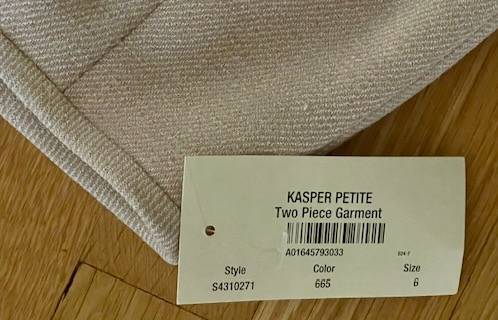 KASPER PETITE
Two Piece Garment
A01645793033
Style Color Size
S4310271 665 6